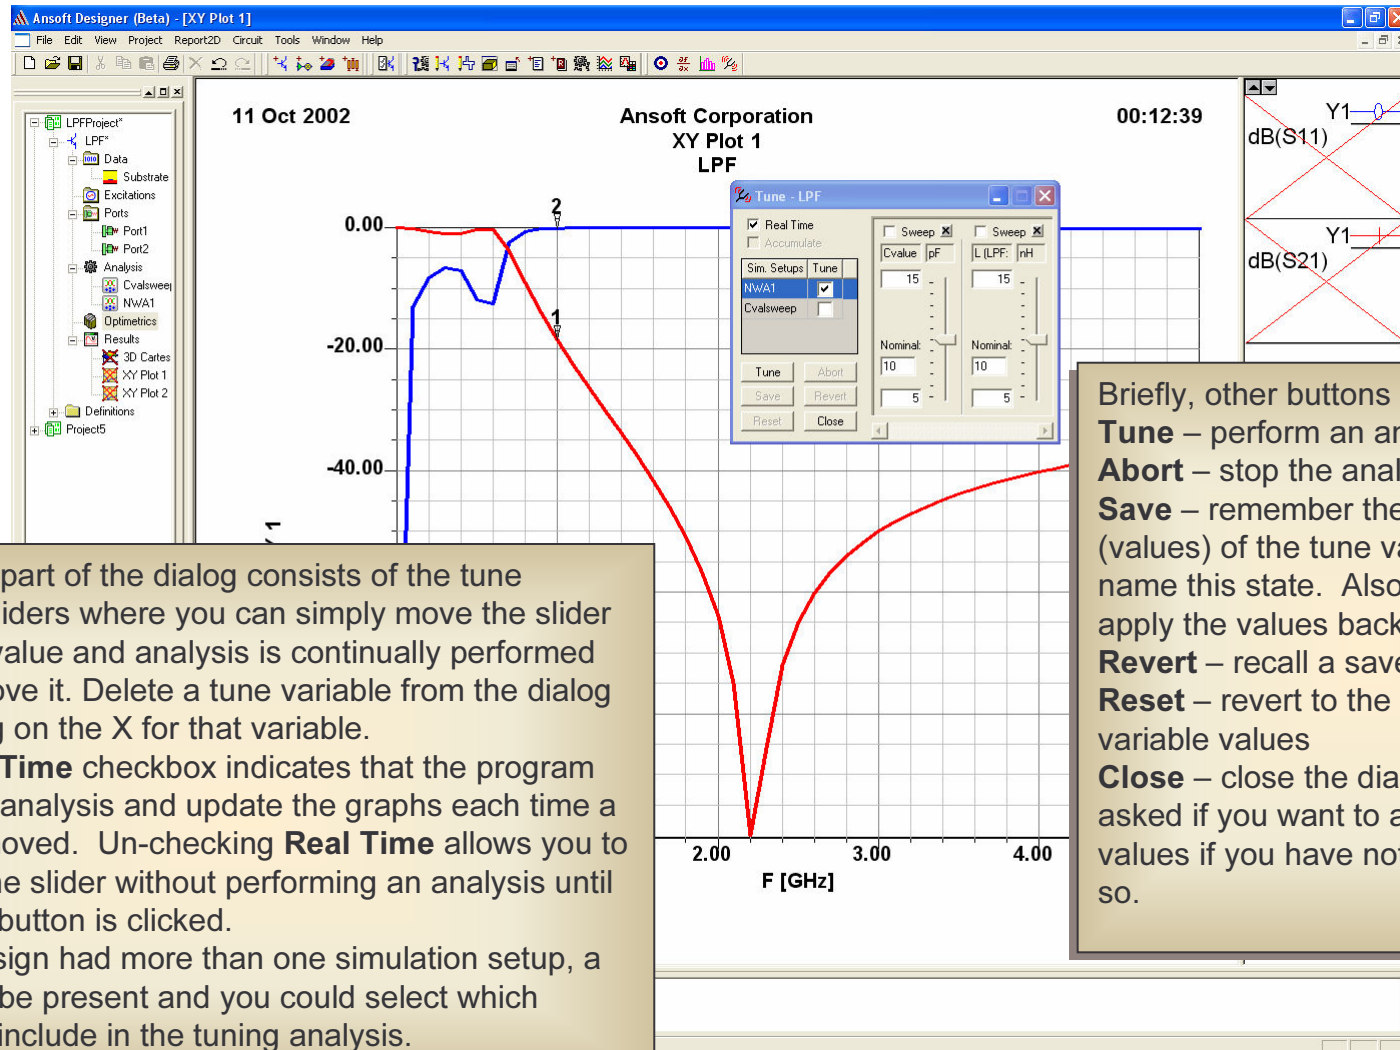 Ansoft Designer (Beta) - [XY Plot 1]
File Edit View Project Report2D Circuit Tools Window Help
LPFProject*
LPF*
Data
Substrate
Excitations
Ports
Port1
Port2
Analysis
Cvalsweep
NWA1
Optimetrics
Results
3D Cartes
XY Plot 1
XY Plot 2
Definitions
Project5
11 Oct 2002
Ansoft Corporation
00:12:39
XY Plot 1
LPF
0.00
-20.00
-40.00
2
1
2.00
3.00
4.00
F [GHz]
Y1
dB(S11)
Y1
dB(S21)
Tune - LPF
Real Time
Accumulate
Sim. Setups Tune
NWA1
Cvalsweep
Tune Abort
Save Revert
Reset Close
Sweep
Cvalue pF
15
Nominal:
10
5
Sweep
L (LPF: nH
15
Nominal:
10
5
part of the dialog consists of the tune
iders where you can simply move the slider
value and analysis is continually performed
ove it. Delete a tune variable from the dialog
g on the X for that variable.
Time checkbox indicates that the program
analysis and update the graphs each time a
oved. Un-checking Real Time allows you to
he slider without performing an analysis until
button is clicked.
sign had more than one simulation setup, a
be present and you could select which
include in the tuning analysis.
Briefly, other buttons
Tune – perform an an
Abort – stop the anal
Save – remember the
(values) of the tune va
name this state. Also
apply the values back
Revert – recall a save
Reset – revert to the
variable values
Close – close the dia
asked if you want to a
values if you have not
so.